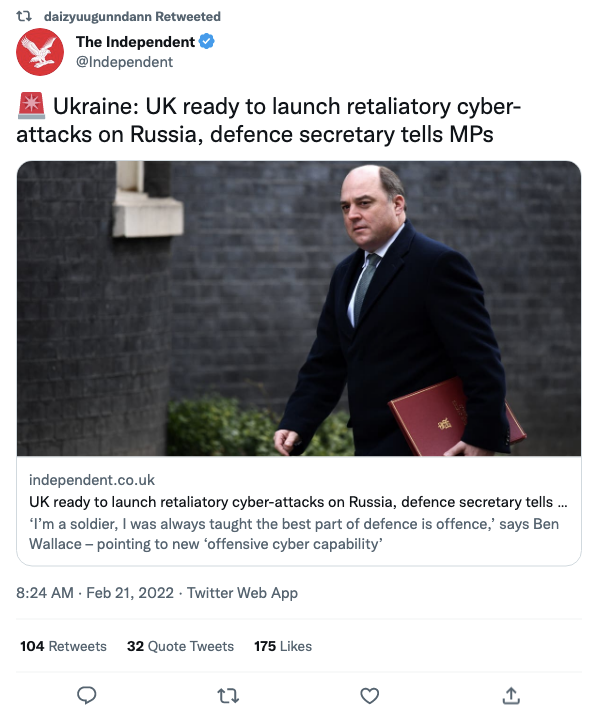 daizyuugunndann Retweeted
The Independent
@Independent
🚨 Ukraine: UK ready to launch retaliatory cyber-
attacks on Russia, defence secretary tells MPs
independent.co.uk
UK ready to launch retaliatory cyber-attacks on Russia, defence secretary tells ...
‘I’m a soldier, I was always taught the best part of defence is offence,’ says Ben
Wallace – pointing to new ‘offensive cyber capability’
8:24 AM · Feb 21, 2022 · Twitter Web App
104 Retweets 32 Quote Tweets 175 Likes